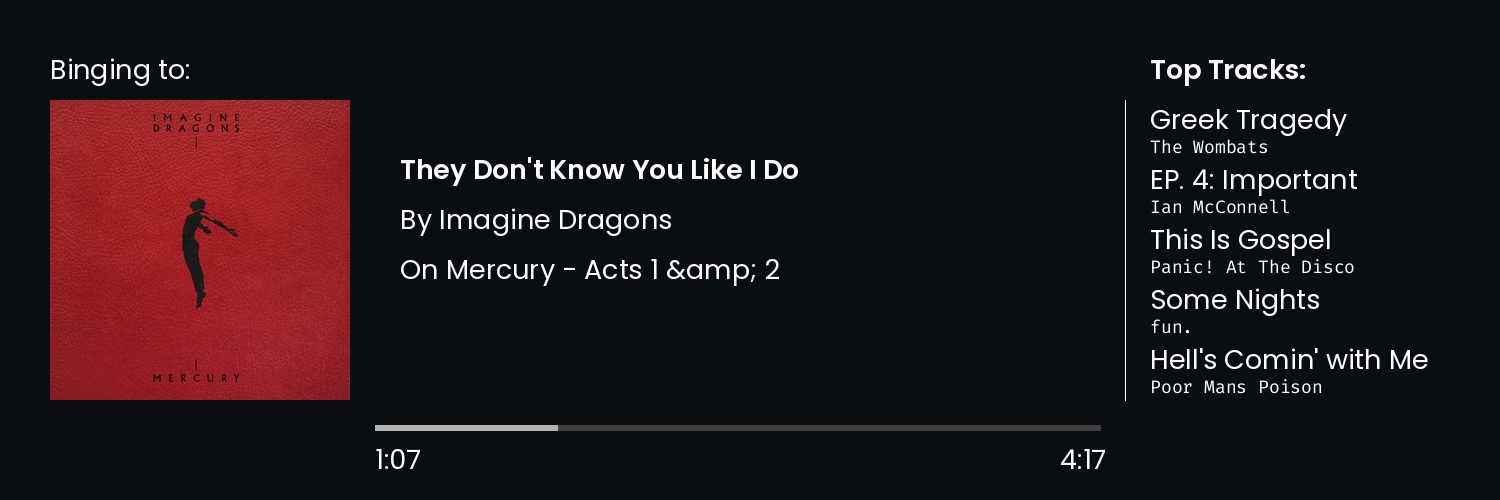 Binging to:
IMAGINE
DRAGONS
MERCURY
They Don't Know You Like I Do
By Imagine Dragons
On Mercury - Acts 1 &amp; 2
1:07
4:17
Top Tracks:
Greek Tragedy
The Wombats
EP. 4: Important
Ian McConnell
This Is Gospel
Panic! At The Disco
Some Nights
fun.
Hell's Comin' with Me
Poor Mans Poison